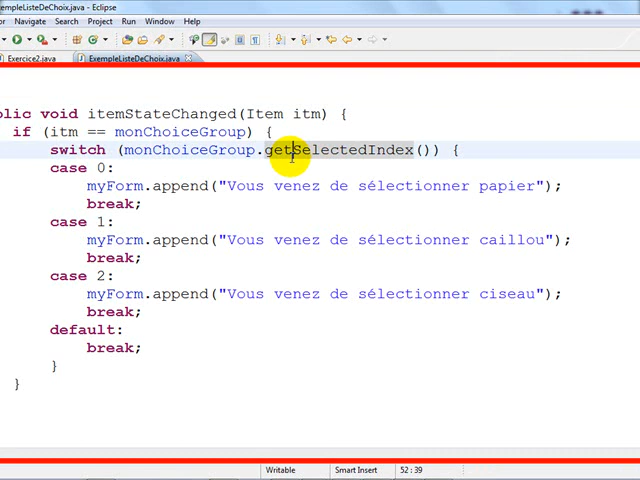 ExempleListeDeChoix.java - Eclipse
Navigate Search Project Run Window Help
Exercice2.java ExempleListeDeChoix.java
blic void itemStateChanged(Item itm) {
if (itm == monChoiceGroup) {
switch (monChoiceGroup.getSelectedIndex()) {
case 0:
myForm.append("Vous venez de sélectionner papier");
break;
case 1:
myForm.append("Vous venez de sélectionner caillou");
break;
case 2:
myForm.append("Vous venez de sélectionner ciseau");
break;
default:
break;
}
}
Writable Smart Insert 52 : 39